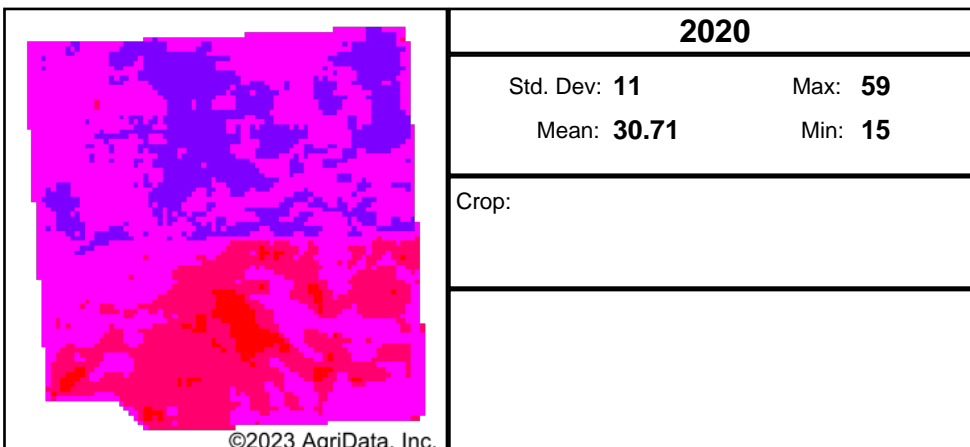 2020
Std. Dev: 11 Max: 59
Mean: 30.71 Min: 15
Crop:
©2023 AgriData, Inc.